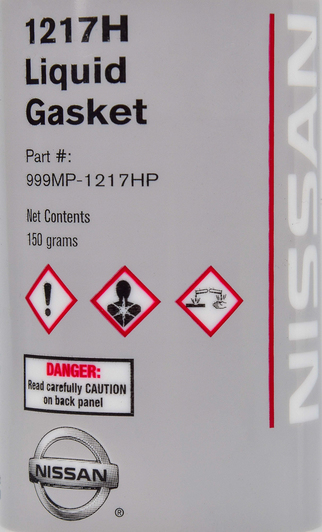 1217H
Liquid
Gasket
Part #:
999MP-1217HP
Net Contents
150 grams
DANGER:
Read carefully CAUTION
on back panel
NISSAN
®
NISSAN